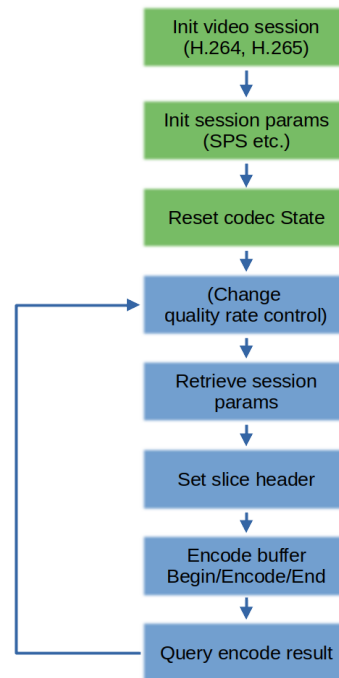 Init video session
(H.264, H.265)
Init session params
(SPS etc.)
Reset codec State
(Change
quality rate control)
Retrieve session
params
Set slice header
Encode buffer
Begin/Encode/End
Query encode result